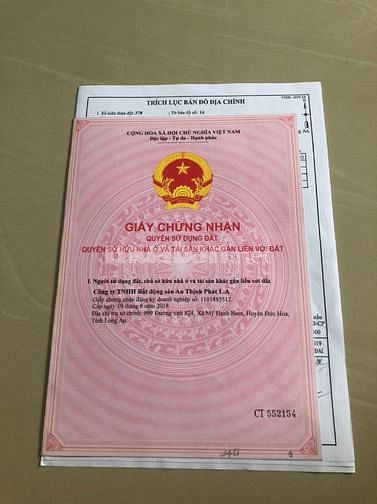 TRÍCH LỤC BẢN ĐỒ ĐỊA CHÍNH
1. Số hiệu thửa đất: 378 Tờ bản đồ số: 14
CỘNG HÒA XÃ HỘI CHỦ NGHĨA VIỆT NAM
Độc lập - Tự do - Hạnh phúc
GIẤY CHỨNG NHẬN
QUYỀN SỬ DỤNG ĐẤT
QUYỀN SỞ HỮU NHÀ Ở VÀ TÀI SẢN KHÁC GẮN LIỀN VỚI ĐẤT
I. Người sử dụng đất, chủ sở hữu nhà ở và tài sản khác gắn liền với đất
Công ty TNHH Bất động sản An Thịnh Phát L.A.
Giấy chứng nhận đăng ký doanh nghiệp số: 1101883512
Cấp ngày 19 tháng 6 năm 2018
Địa chỉ trụ sở chính: 999 Đường tỉnh 824, Xã Mỹ Hạnh Nam, Huyện Đức Hòa,
Tỉnh Long An.
CT 552154